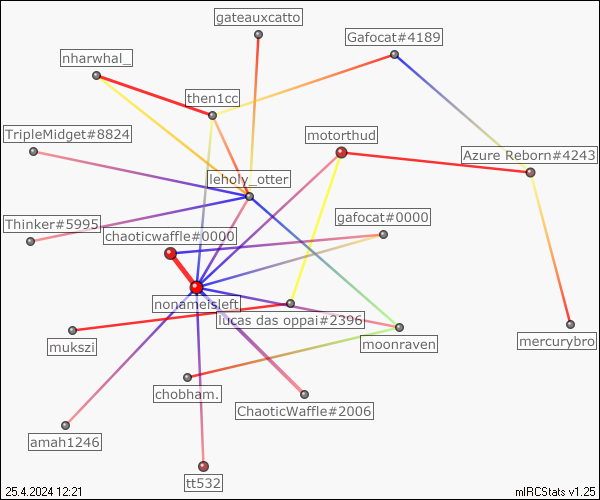 gateauxcatto
Gafocat#4189
nharwhal_
then1cc
TripleMidget#8824
motorthud
Azure Reborn#4243
leholy_otter
Thinker#5995
gafocat#0000
chaoticwaffle#0000
nonameisleft
lucas das oppai#2396
mukszi
moonraven
mercurybro
chobham.
ChaoticWaffle#2006
amah1246
tt532
25.4.2024 12:21
mIRCStats v1.25